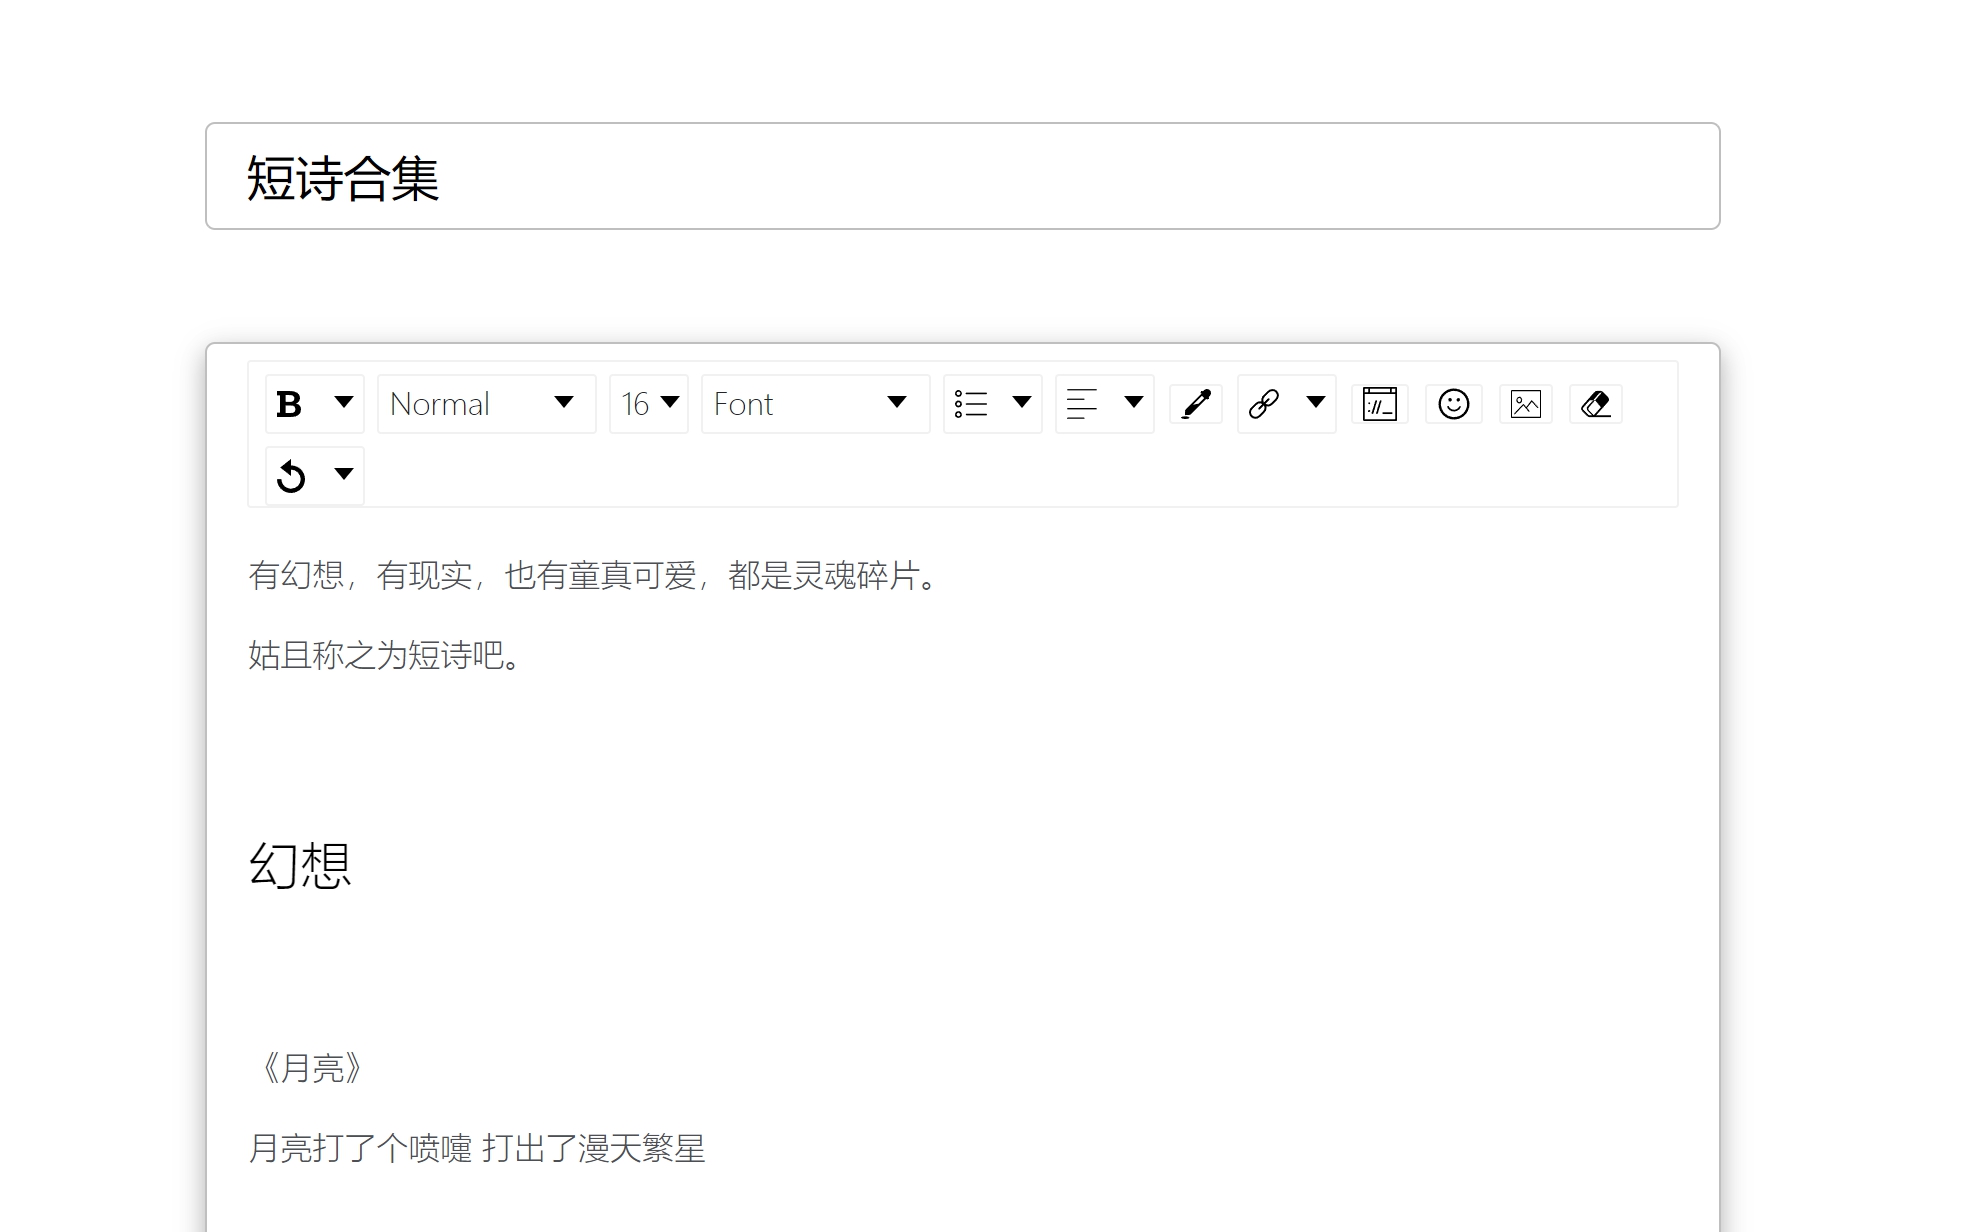 短诗合集
B Normal 16 Font
有幻想，有现实，也有童真可爱，都是灵魂碎片。
姑且称之为短诗吧。
幻想
《月亮》
月亮打了个喷嚏 打出了漫天繁星